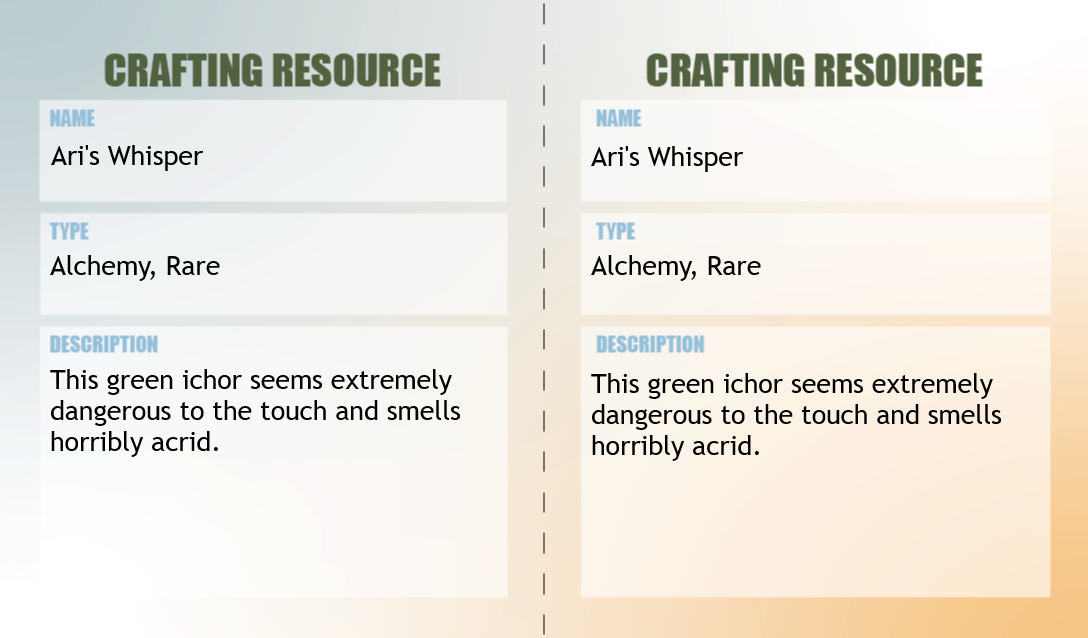 CRAFTING RESOURCE
NAME
Ari's Whisper
TYPE
Alchemy, Rare
DESCRIPTION
This green ichor seems extremely
dangerous to the touch and smells
horribly acrid.
CRAFTING RESOURCE
NAME
Ari's Whisper
TYPE
Alchemy, Rare
DESCRIPTION
This green ichor seems extremely
dangerous to the touch and smells
horribly acrid.